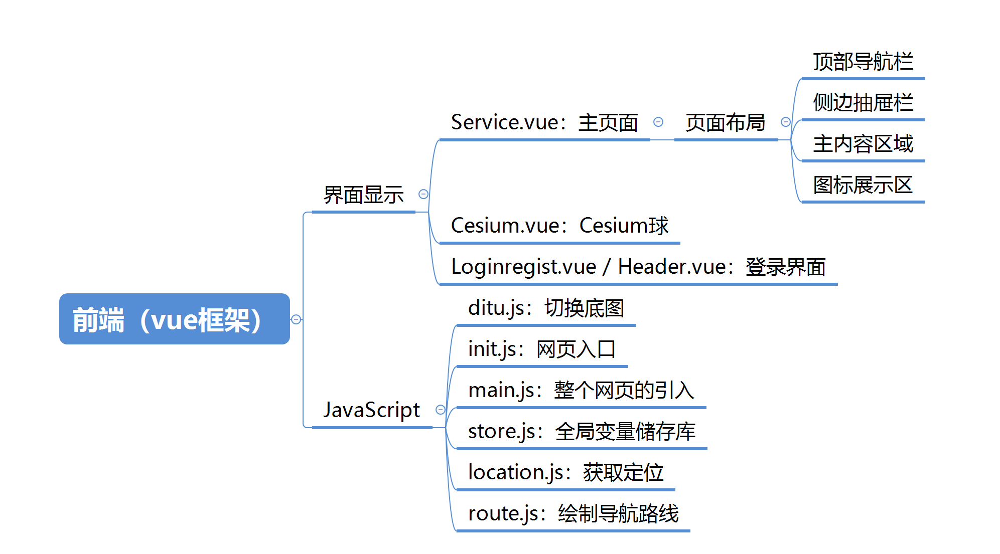 前端（vue框架）
界面显示
Service.vue：主页面
页面布局
顶部导航栏
侧边抽屉栏
主内容区域
图标展示区
Cesium.vue：Cesium球
Loginregist.vue / Header.vue：登录界面
JavaScript
ditu.js：切换底图
init.js：网页入口
main.js：整个网页的引入
store.js：全局变量储存库
location.js：获取定位
route.js：绘制导航路线